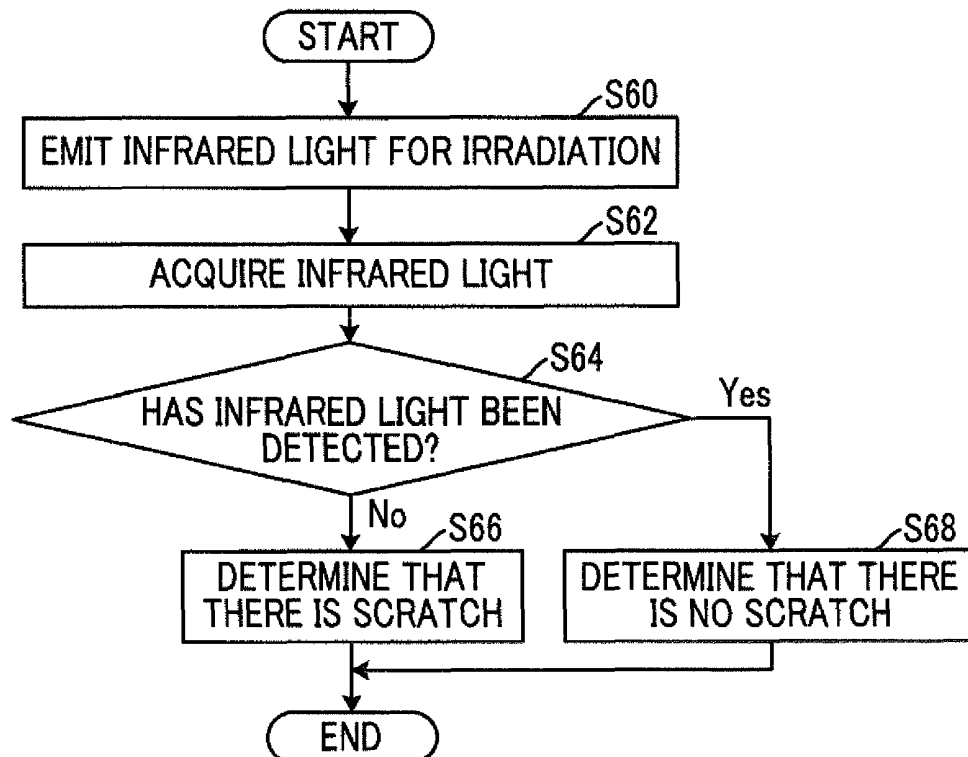 START
S60
EMIT INFRARED LIGHT FOR IRRADIATION
S62
ACQUIRE INFRARED LIGHT
S64
HAS INFRARED LIGHT BEEN
DETECTED?
Yes
No
S66
DETERMINE THAT
THERE IS SCRATCH
S68
DETERMINE THAT THERE
IS NO SCRATCH
END